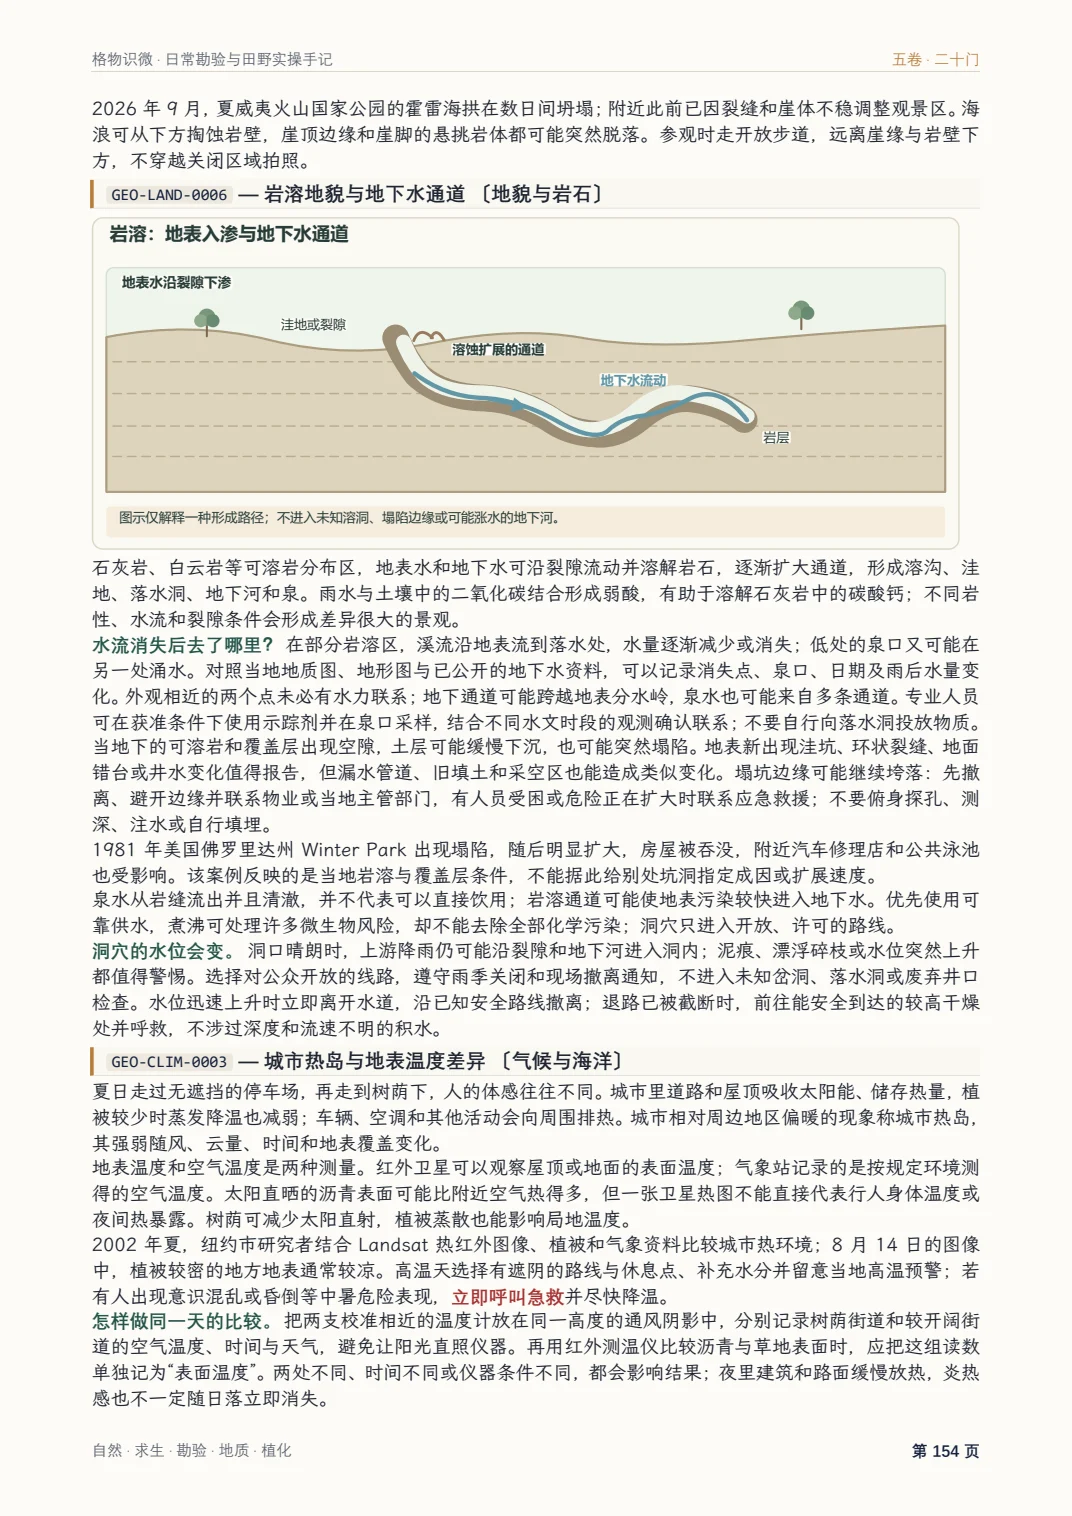 格物识微 · 日常勘验与田野实操手记
五卷 · 二十门
2026 年 9 月，夏威夷火山国家公园的霍雷海拱在数日间坍塌；附近此前已因裂缝和崖体不稳调整观景区。海
浪可从下方掏蚀岩壁，崖顶边缘和崖脚的悬挑岩体都可能突然脱落。参观时走开放步道，远离崖缘与岩壁下
方，不穿越关闭区域拍照。
GEO-LAND-0006 — 岩溶地貌与地下水通道 〔地貌与岩石〕
岩溶：地表入渗与地下水通道
地表水沿裂隙下渗
洼地或裂隙
溶蚀扩展的通道
地下水流动
岩层
图示仅解释一种形成路径；不进入未知溶洞、塌陷边缘或可能涨水的地下河。
石灰岩、白云岩等可溶岩分布区，地表水和地下水可沿裂隙流动并溶解岩石，逐渐扩大通道，形成溶沟、洼
地、落水洞、地下河和泉。雨水与土壤中的二氧化碳结合形成弱酸，有助于溶解石灰岩中的碳酸钙；不同岩
性、水流和裂隙条件会形成差异很大的景观。
水流消失后去了哪里？ 在部分岩溶区，溪流沿地表流到落水处，水量逐渐减少或消失；低处的泉口又可能在
另一处涌水。对照当地地质图、地形图与已公开的地下水资料，可以记录消失点、泉口、日期及雨后水量变
化。外观相近的两个点未必有水力联系；地下通道可能跨越地表分水岭，泉水也可能来自多条通道。专业人员
可在获准条件下使用示踪剂并在泉口采样，结合不同水文时段的观测确认联系；不要自行向落水洞投放物质。
当地下的可溶岩和覆盖层出现空隙，土层可能缓慢下沉，也可能突然塌陷。地表新出现洼坑、环状裂缝、地面
错台或井水变化值得报告，但漏水管道、旧填土和采空区也能造成类似变化。塌坑边缘可能继续垮落：先撤
离、避开边缘并联系物业或当地主管部门，有人员受困或危险正在扩大时联系应急救援；不要俯身探孔、测
深、注水或自行填埋。
1981 年美国佛罗里达州 Winter Park 出现塌陷，随后明显扩大，房屋被吞没，附近汽车修理店和公共泳池
也受影响。该案例反映的是当地岩溶与覆盖层条件，不能据此给别处坑洞指定成因或扩展速度。
泉水从岩缝流出并且清澈，并不代表可以直接饮用；岩溶通道可能使地表污染较快进入地下水。优先使用可
靠供水，煮沸可处理许多微生物风险，却不能去除全部化学污染；洞穴只进入开放、许可的路线。
洞穴的水位会变。 洞口晴朗时，上游降雨仍可能沿裂隙和地下河进入洞内；泥痕、漂浮碎枝或水位突然上升
都值得警惕。选择对公众开放的线路，遵守雨季关闭和现场撤离通知，不进入未知岔洞、落水洞或废弃井口
检查。水位迅速上升时立即离开水道，沿已知安全路线撤离；退路已被截断时，前往能安全到达的较高干燥
处并呼救，不涉过深度和流速不明的积水。
GEO-CLIM-0003 — 城市热岛与地表温度差异 〔气候与海洋〕
夏日走过无遮挡的停车场，再走到树荫下，人的体感往往不同。城市里道路和屋顶吸收太阳能、储存热量，植
被较少时蒸发降温也减弱；车辆、空调和其他活动会向周围排热。城市相对周边地区偏暖的现象称城市热岛，
其强弱随风、云量、时间和地表覆盖变化。
地表温度和空气温度是两种测量。红外卫星可以观察屋顶或地面的表面温度；气象站记录的是按规定环境测
得的空气温度。太阳直晒的沥青表面可能比附近空气热得多，但一张卫星热图不能直接代表行人身体温度或
夜间热暴露。树荫可减少太阳直射，植被蒸散也能影响局地温度。
2002 年夏，纽约市研究者结合 Landsat 热红外图像、植被和气象资料比较城市热环境；8 月 14 日的图像
中，植被较密的地方地表通常较凉。高温天选择有遮阴的路线与休息点、补充水分并留意当地高温预警；若
有人出现意识混乱或昏倒等中暑危险表现，立即呼叫急救并尽快降温。
怎样做同一天的比较。 把两支校准相近的温度计放在同一高度的通风阴影中，分别记录树荫街道和较开阔街
道的空气温度、时间与天气，避免让阳光直照仪器。再用红外测温仪比较沥青与草地表面时，应把这组读数
单独记为“表面温度”。两处不同、时间不同或仪器条件不同，都会影响结果；夜里建筑和路面缓慢放热，炎热
感也不一定随日落立即消失。
自然 · 求生 · 勘验 · 地质 · 植化
第 154 页